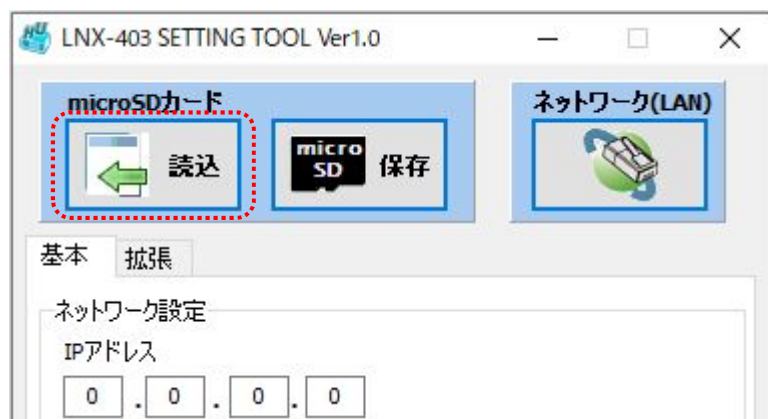 LNX-403 SETTING TOOL Ver1.0
microSDカード
読込
micro
SD
保存
ネットワーク(LAN)
基本 拡張
ネットワーク設定
IPアドレス
0 . 0 . 0 . 0